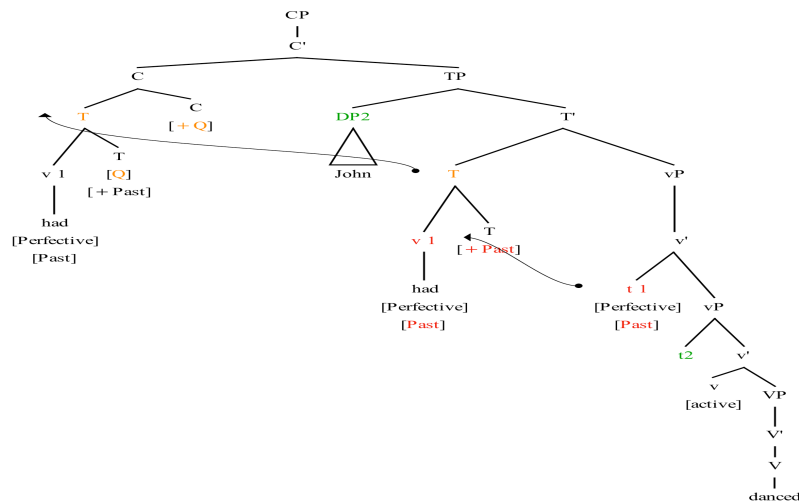 CP
C'
C TP
T C DP2 T'
[+Q]
T
v 1 [Q] John T vP
[+Past]
had T
[Perfective] v 1 [+Past] v'
[Past]
had t 1
[Perfective] [Perfective] vP
[Past] [Past]
t2 v'
v VP
[active]
V'
V
danced